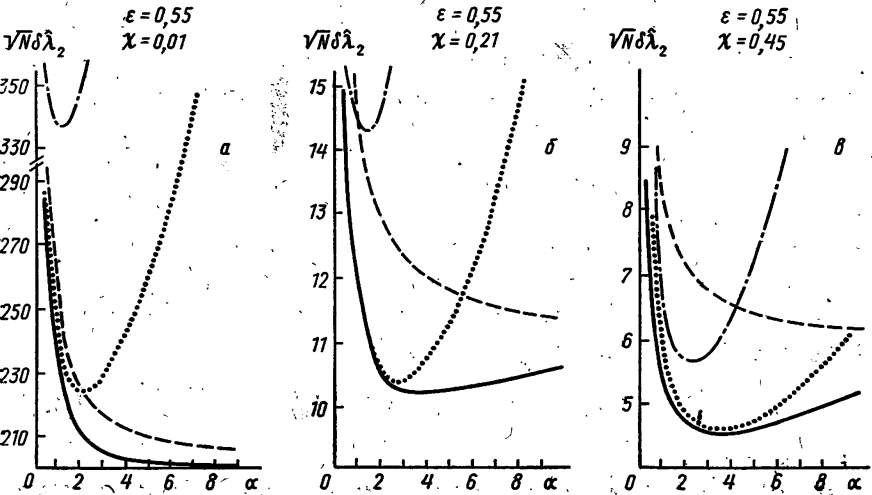 ε = 0,55
ϰ = 0,01
√Nδλ̂₂
350
330
290
270
250
230
210
0 2 4 6 8 α
а
ε = 0,55
ϰ = 0,21
√Nδλ̂₂
15
14
13
12
11
10
0 2 4 6 8 α
б
ε = 0,55
ϰ = 0,45
√Nδλ̂₂
9
8
7
6
5
0 2 4 6 8 α
в